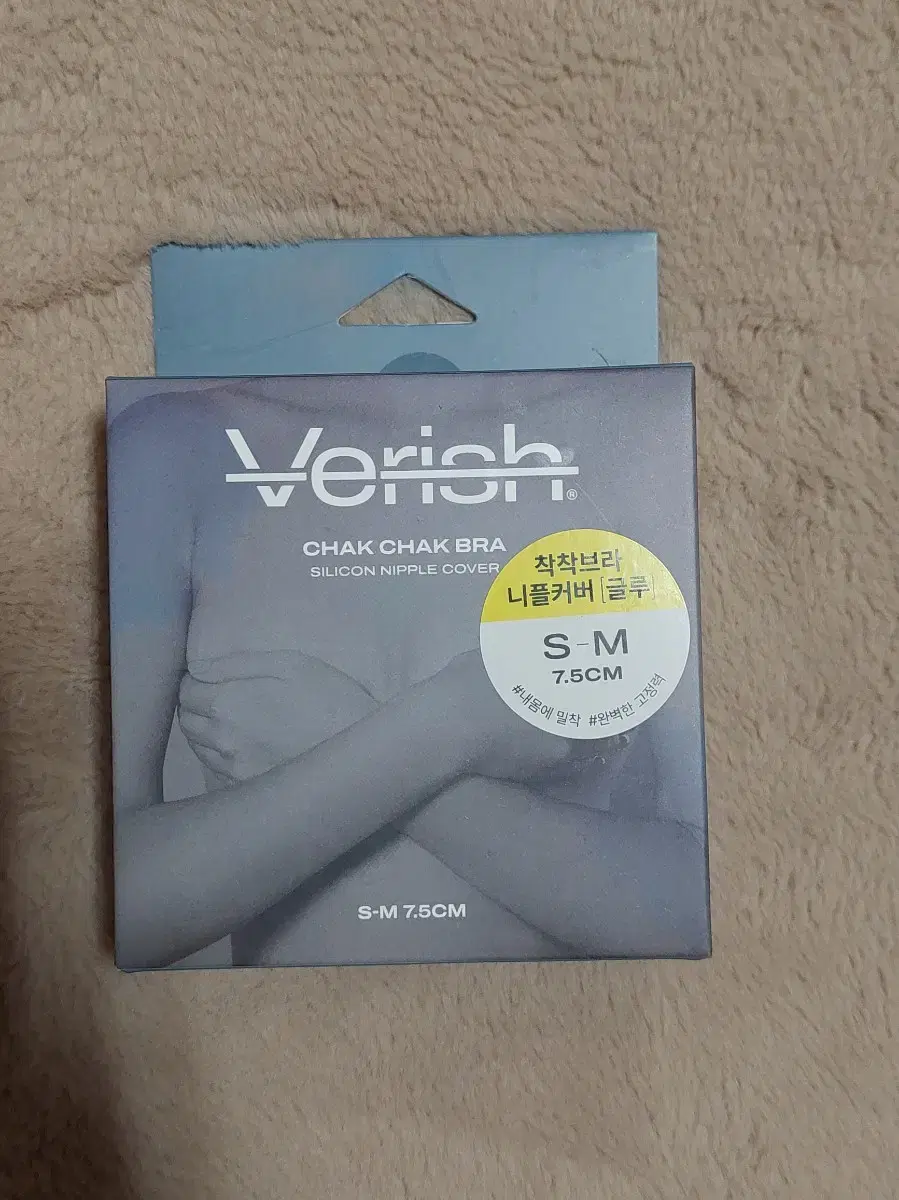 Verish®
CHAK CHAK BRA
SILICON NIPPLE COVER
착착브라
니플커버 [글루]
S-M
7.5CM
#내몸에 밀착 #완벽한 고정력
S-M 7.5CM